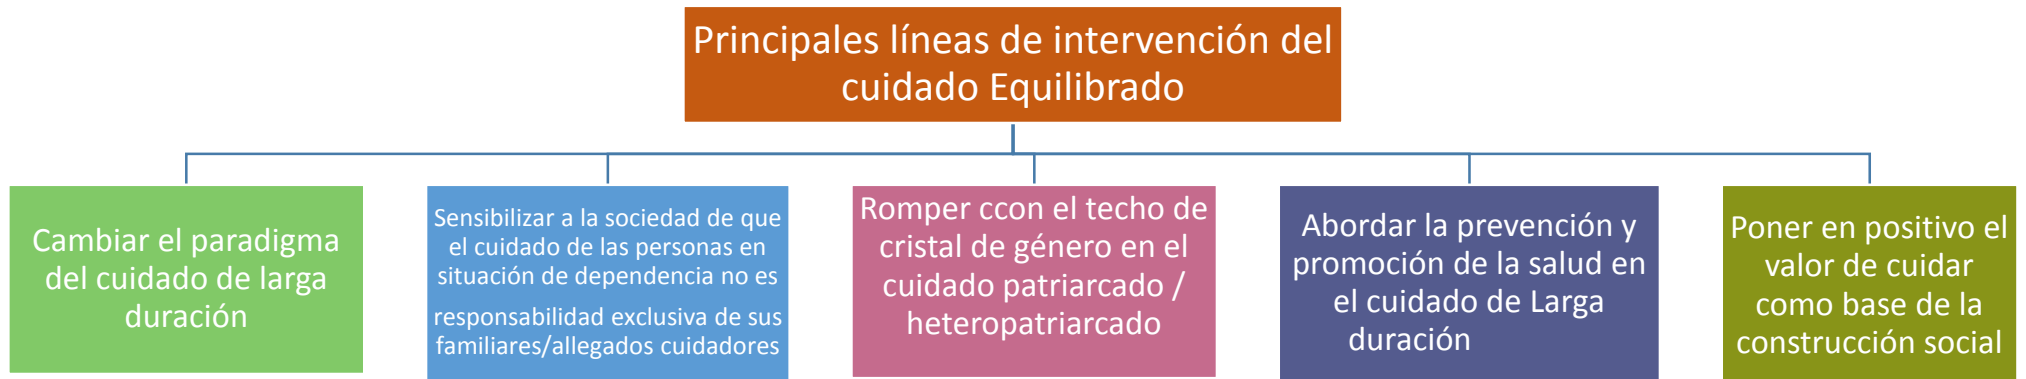 Principales líneas de intervención del
cuidado Equilibrado
Cambiar el paradigma
del cuidado de larga
duración
Sensibilizar a la sociedad de que
el cuidado de las personas en
situación de dependencia no es
responsabilidad exclusiva de sus
familiares/allegados cuidadores
Romper ccon el techo de
cristal de género en el
cuidado patriarcado /
heteropatriarcado
Abordar la prevención y
promoción de la salud en
el cuidado de Larga
duración
Poner en positivo el
valor de cuidar
como base de la
construcción social